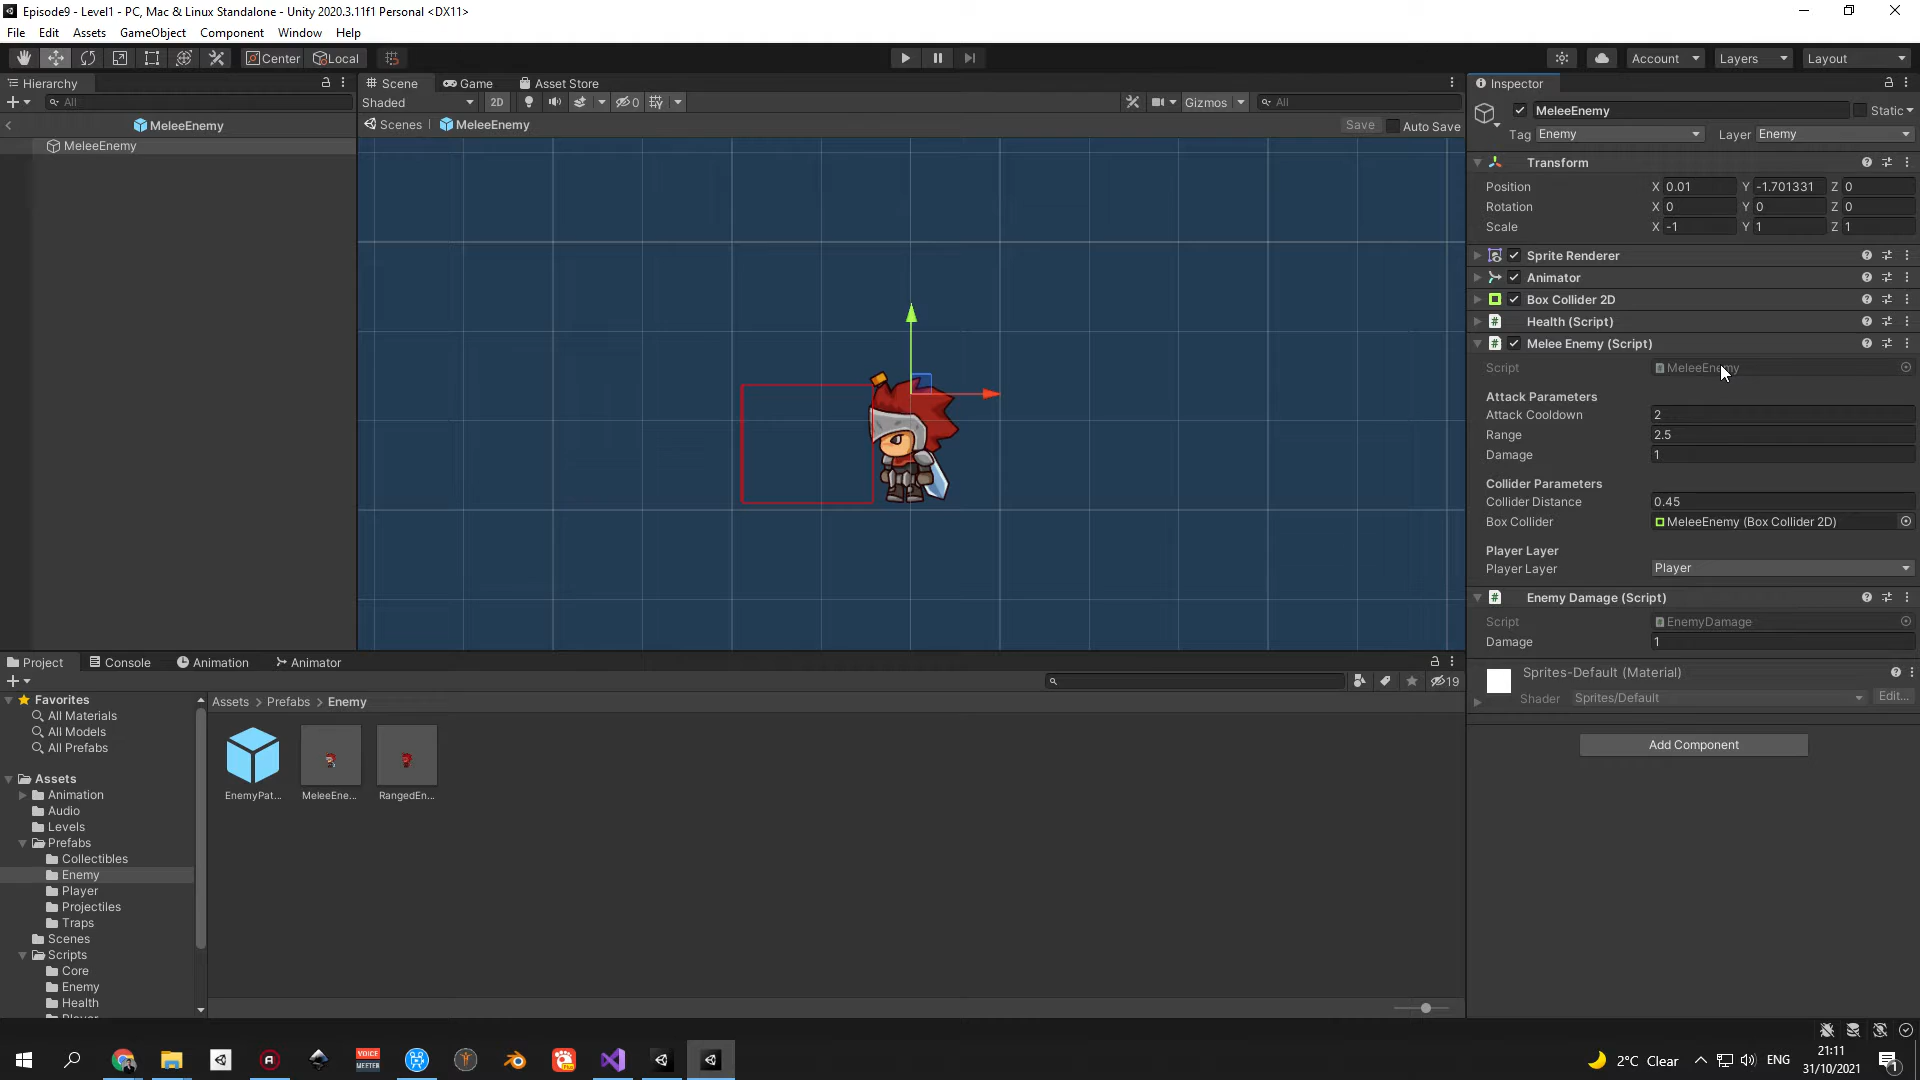 Episode9 - Level1 - PC, Mac & Linux Standalone - Unity 2020.3.11f1 Personal <DX11>
File Edit Assets GameObject Component Window Help
Center Local Account Layers Layout
Hierarchy
All
MeleeEnemy
MeleeEnemy
Scene Game Asset Store
Shaded 2D 0 Gizmos All
Scenes MeleeEnemy Save Auto Save
Inspector
MeleeEnemy Static
Tag Enemy Layer Enemy
Transform
Position X 0.01 Y -1.701331 Z 0
Rotation X 0 Y 0 Z 0
Scale X -1 Y 1 Z 1
Sprite Renderer
Animator
Box Collider 2D
Health (Script)
Melee Enemy (Script)
Script MeleeEnemy
Attack Parameters
Attack Cooldown 2
Range 2.5
Damage 1
Collider Parameters
Collider Distance 0.45
Box Collider MeleeEnemy (Box Collider 2D)
Player Layer
Player Layer Player
Enemy Damage (Script)
Script EnemyDamage
Damage 1
Sprites-Default (Material)
Shader Sprites/Default Edit...
Add Component
Project Console Animation Animator
19
Favorites
All Materials
All Models
All Prefabs
Assets
Animation
Audio
Levels
Prefabs
Collectibles
Enemy
Player
Projectiles
Traps
Scenes
Scripts
Core
Enemy
Health
Assets > Prefabs > Enemy
EnemyPat... MeleeEne... RangedEn...
VOICE
MEETER
2°C Clear ENG
21:11
31/10/2021
1